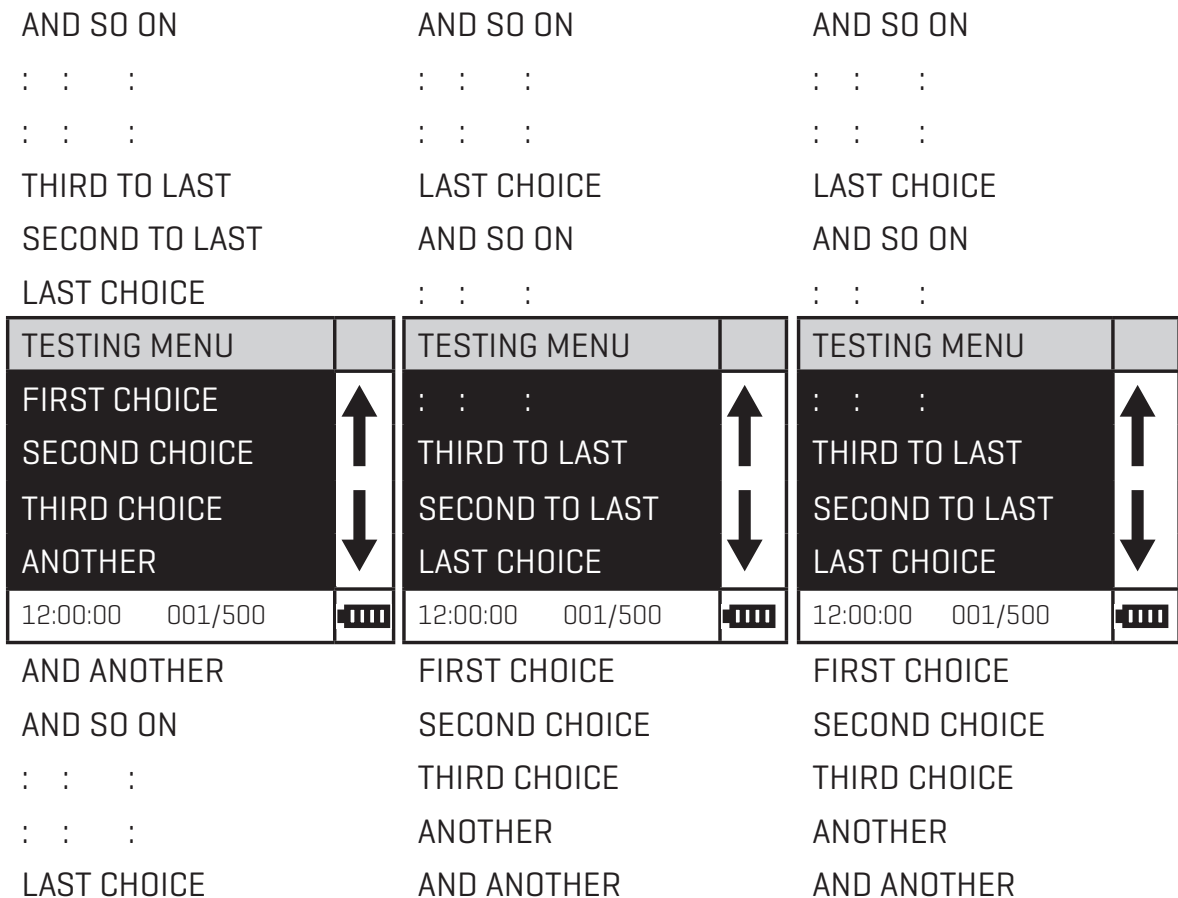 AND SO ON
: : :
: : :
THIRD TO LAST
SECOND TO LAST
LAST CHOICE
TESTING MENU
FIRST CHOICE
SECOND CHOICE
THIRD CHOICE
ANOTHER
12:00:00 001/500
AND ANOTHER
AND SO ON
: : :
: : :
LAST CHOICE
AND SO ON
: : :
: : :
LAST CHOICE
AND SO ON
: : :
TESTING MENU
: : :
THIRD TO LAST
SECOND TO LAST
LAST CHOICE
12:00:00 001/500
FIRST CHOICE
SECOND CHOICE
THIRD CHOICE
ANOTHER
AND ANOTHER
AND SO ON
: : :
: : :
LAST CHOICE
AND SO ON
: : :
TESTING MENU
: : :
THIRD TO LAST
SECOND TO LAST
LAST CHOICE
12:00:00 001/500
FIRST CHOICE
SECOND CHOICE
THIRD CHOICE
ANOTHER
AND ANOTHER